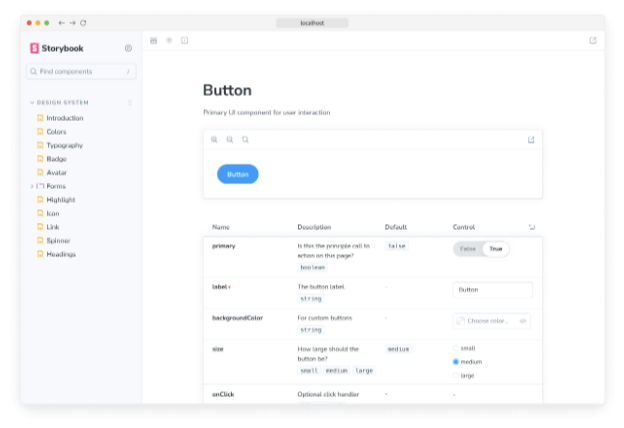 localhost
Storybook
Find components
/
DESIGN SYSTEM
Introduction
Colors
Typography
Badge
Avatar
Forms
Highlight
Icon
Link
Spinner
Headings
Button
Primary UI component for user interaction
Button
Name Description Default Control
primary Is this the principle call to action on this page? boolean false False True
label The button label. string - Button
backgroundColor For custom buttons string - Choose color...
size How large should the button be? small medium large medium small medium large
onClick Optional click handler - -